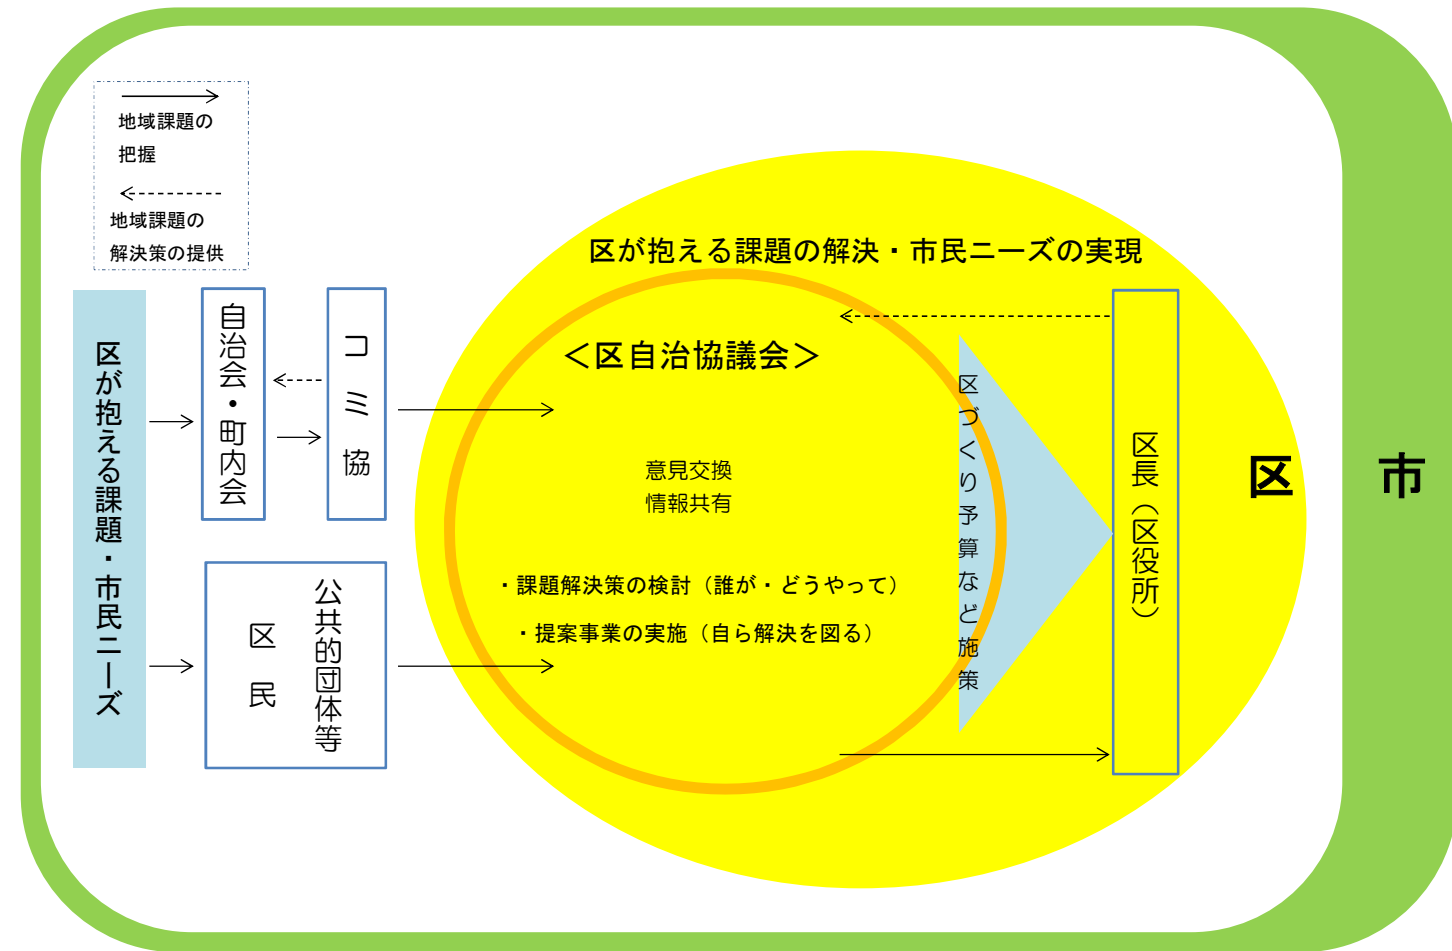 地域課題の
把握
地域課題の
解決策の提供
区が抱える課題・市民ニーズ
自治会・町内会
コミ協
公共的団体等
区民
区が抱える課題の解決・市民ニーズの実現
＜区自治協議会＞
意見交換
情報共有
・課題解決策の検討（誰が・どうやって）
・提案事業の実施（自ら解決を図る）
区づくり予算など施策
区長（区役所）
区
市